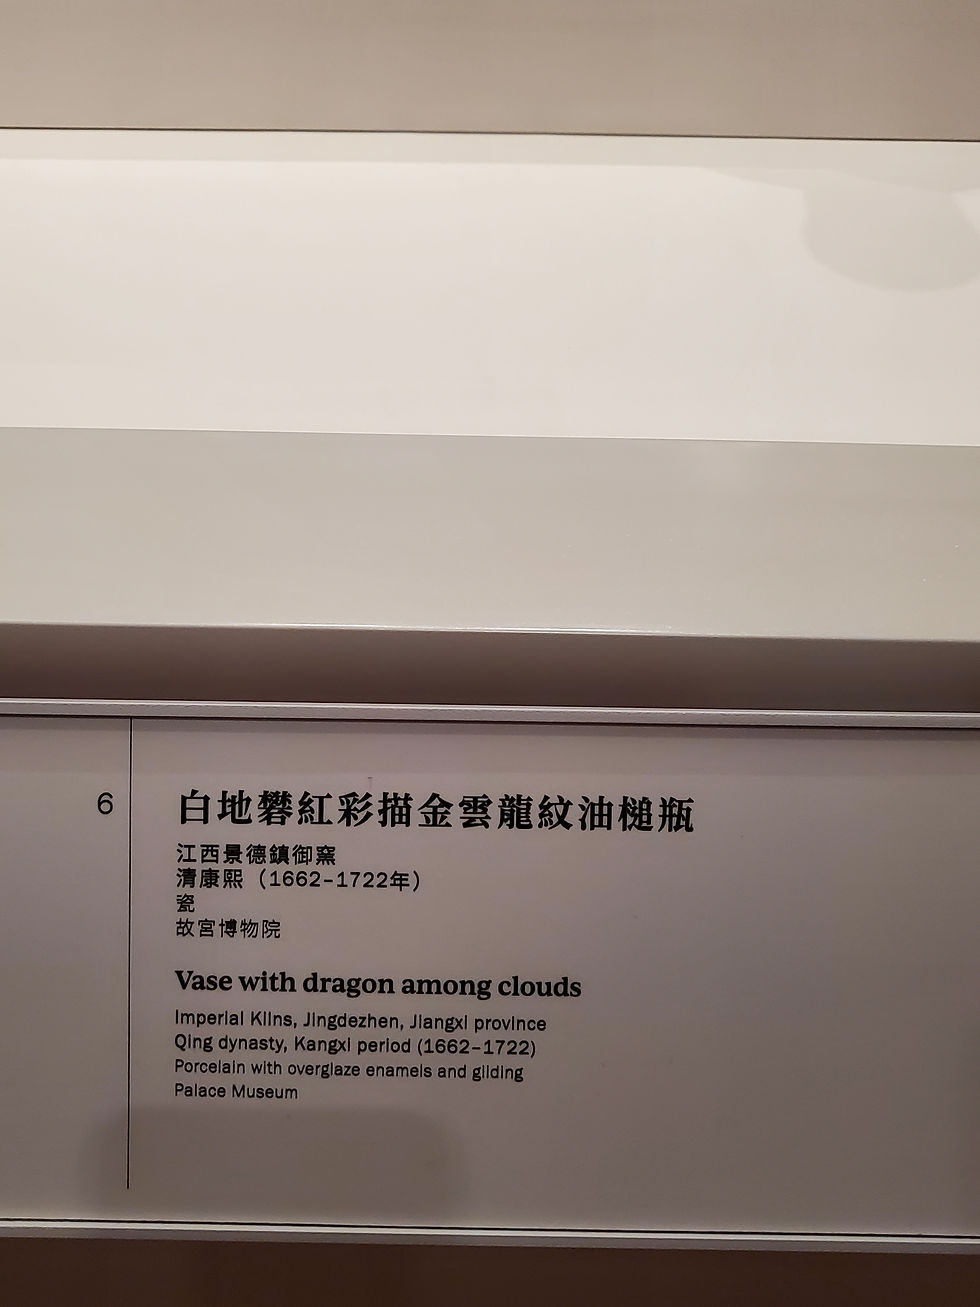 6
白地礬紅彩描金雲龍紋油槌瓶
江西景德鎮御窯
清康熙（1662–1722年）
瓷
故宮博物院
Vase with dragon among clouds
Imperial Kilns, Jingdezhen, Jiangxi province
Qing dynasty, Kangxi period (1662–1722)
Porcelain with overglaze enamels and gilding
Palace Museum